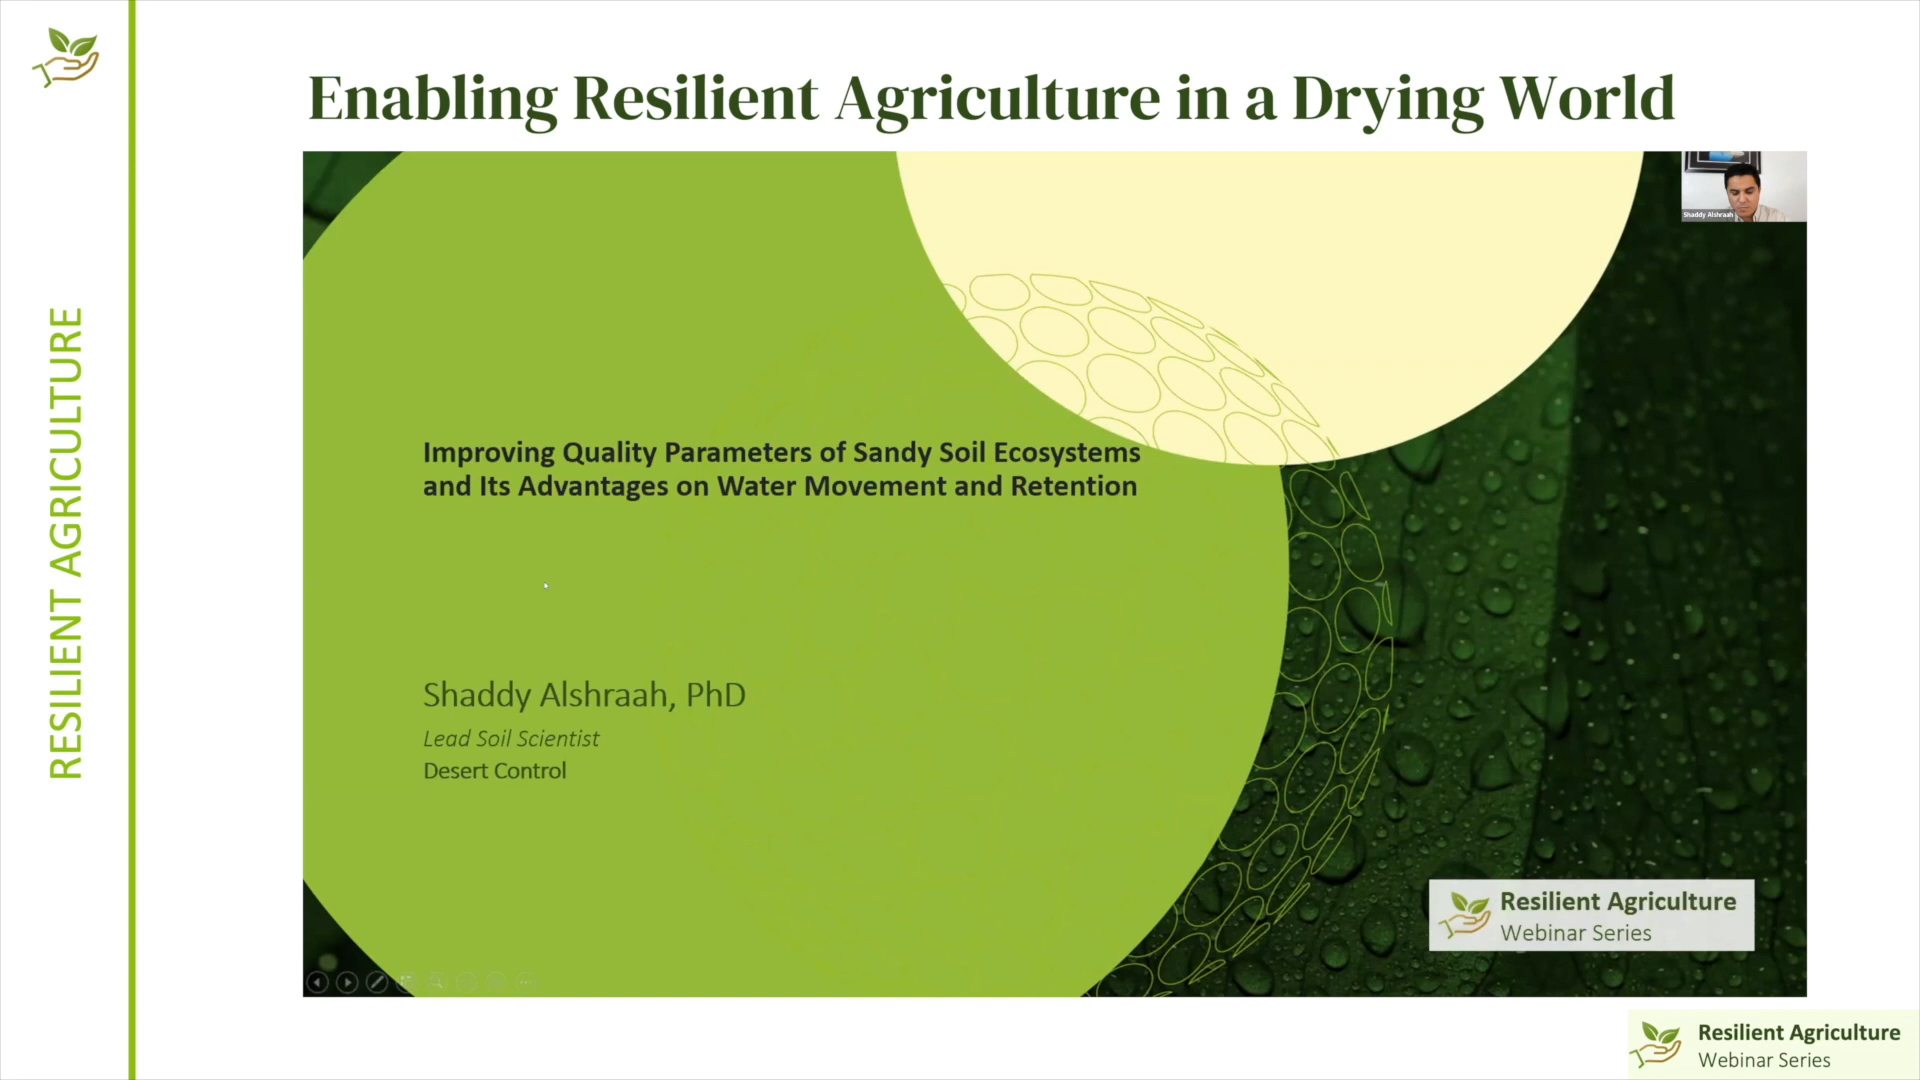 Enabling Resilient Agriculture in a Drying World
RESILIENT AGRICULTURE
Shaddy Alshraah
Improving Quality Parameters of Sandy Soil Ecosystems
and Its Advantages on Water Movement and Retention
Shaddy Alshraah, PhD
Lead Soil Scientist
Desert Control
Resilient Agriculture
Webinar Series
Resilient Agriculture
Webinar Series